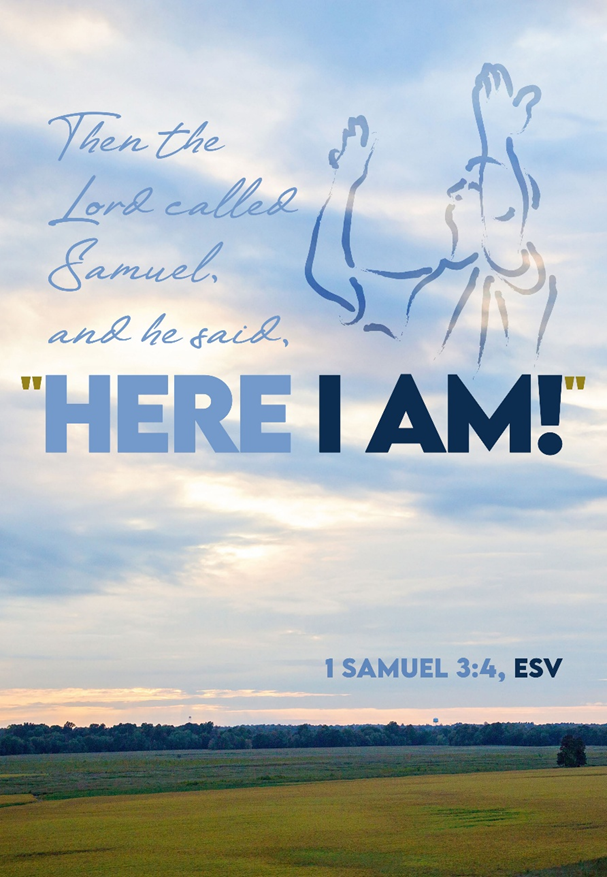 Then the
Lord called
Samuel,
and he said,
"HERE I AM!"
1 SAMUEL 3:4, ESV